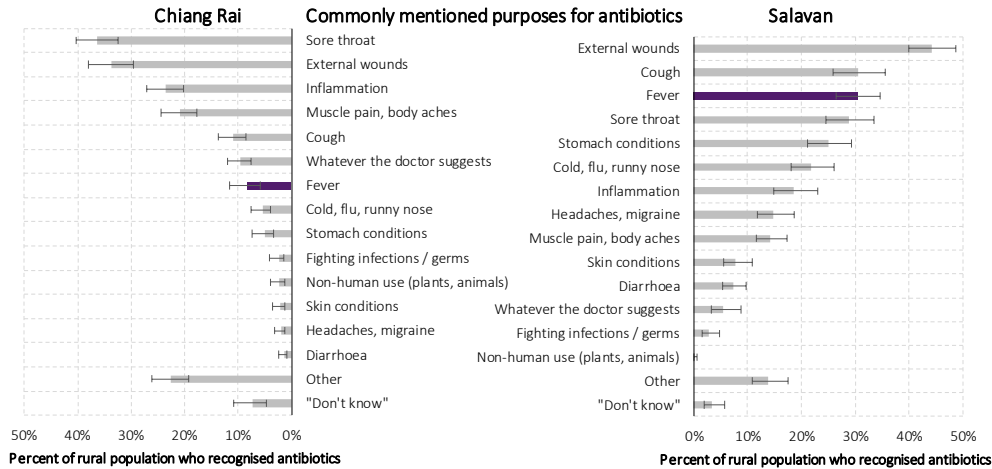 Chiang Rai
Commonly mentioned purposes for antibiotics
Salavan
Sore throat
External wounds
Inflammation
Muscle pain, body aches
Cough
Whatever the doctor suggests
Fever
Cold, flu, runny nose
Stomach conditions
Fighting infections / germs
Non-human use (plants, animals)
Skin conditions
Headaches, migraine
Diarrhoea
Other
"Don't know"
50% 40% 30% 20% 10% 0%
Percent of rural population who recognised antibiotics
External wounds
Cough
Fever
Sore throat
Stomach conditions
Cold, flu, runny nose
Inflammation
Headaches, migraine
Muscle pain, body aches
Skin conditions
Diarrhoea
Whatever the doctor suggests
Fighting infections / germs
Non-human use (plants, animals)
Other
"Don't know"
0% 10% 20% 30% 40% 50%
Percent of rural population who recognised antibiotics